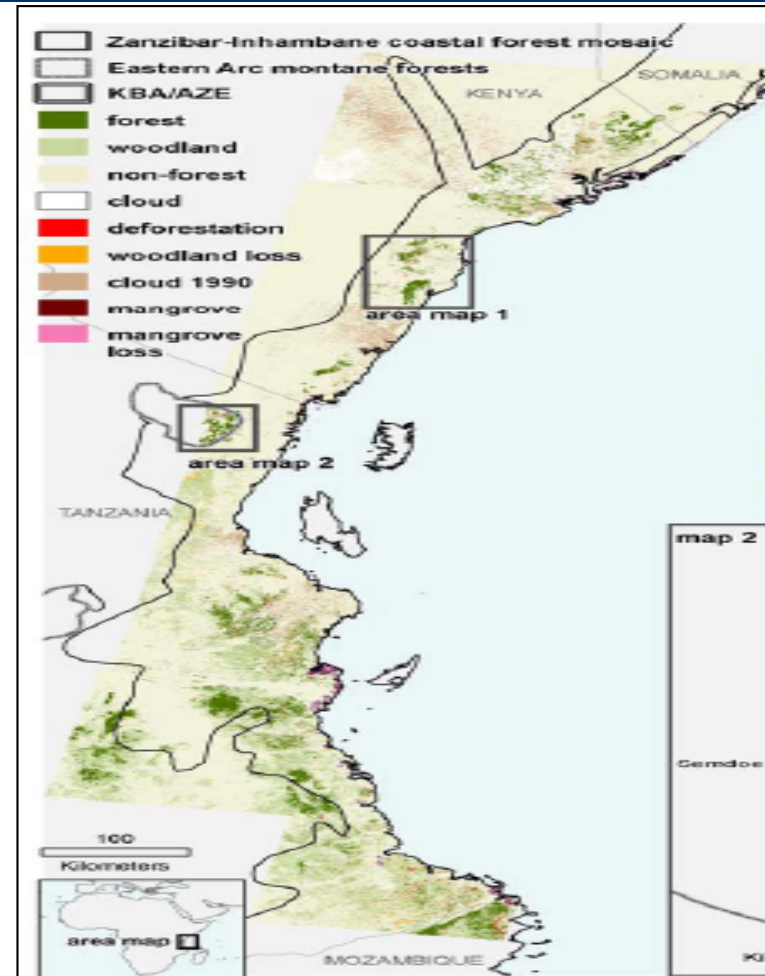 Zanzibar-Inhambane coastal forest mosaic
Eastern Arc montane forests
KBA/AZE
forest
woodland
non-forest
cloud
deforestation
woodland loss
cloud 1990
mangrove
mangrove
loss
SOMALIA
KENYA
area map 1
area map 2
TANZANIA
map 2
100
Kilometers
area map
MOZAMBIQUE